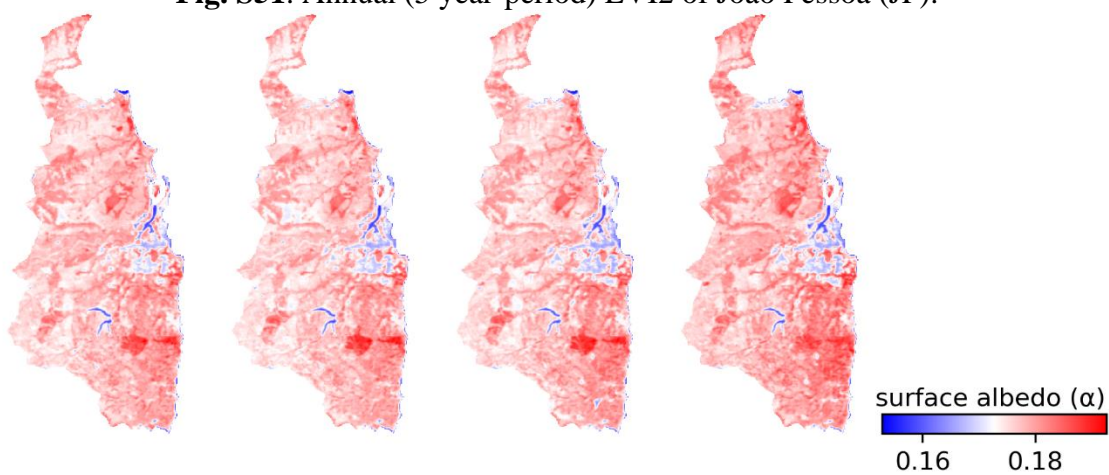 Fig. S31. Annual (5-year period) EVI2 of João Pessoa (JP).
surface albedo (α)
0.16 0.18